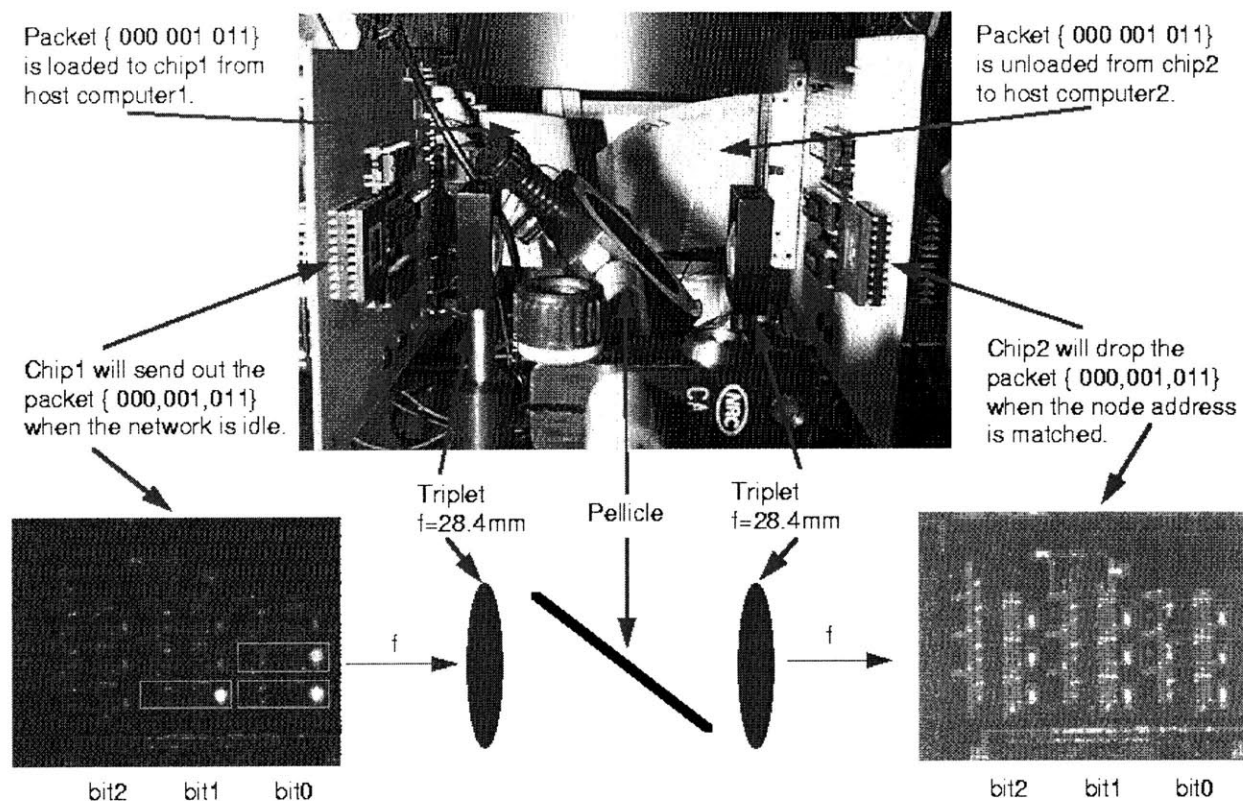 Packet { 000 001 011}
is loaded to chip1 from
host computer1.
Packet { 000 001 011}
is unloaded from chip2
to host computer2.
Chip1 will send out the
packet { 000,001,011}
when the network is idle.
Chip2 will drop the
packet { 000,001,011}
when the node address
is matched.
NRC
CA
Triplet
f=28.4mm
Pellicle
Triplet
f=28.4mm
f
f
bit2 bit1 bit0
bit2 bit1 bit0